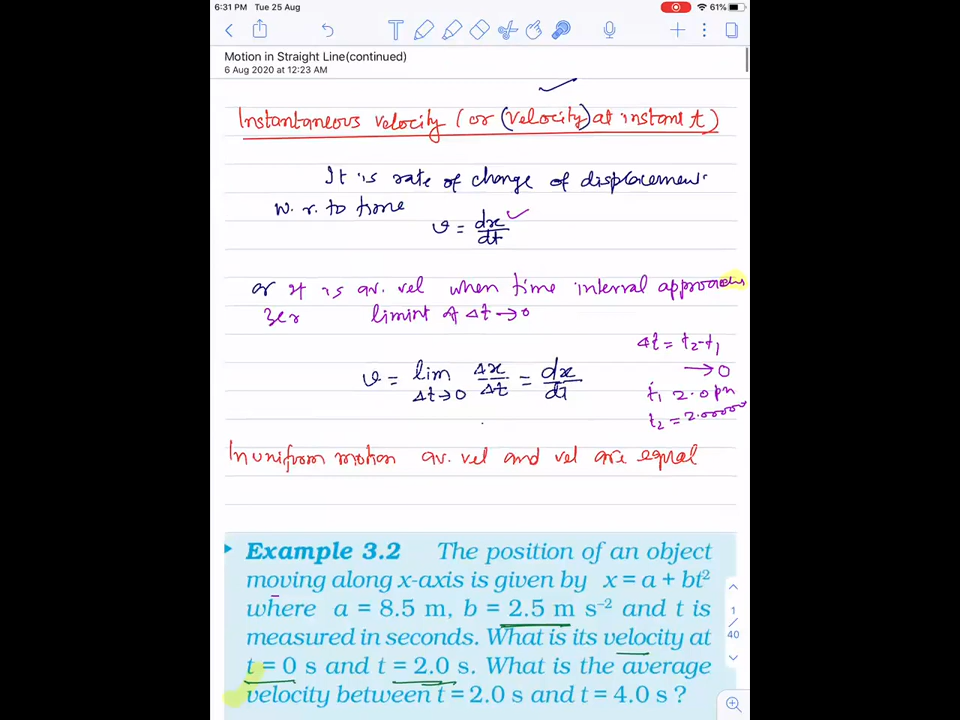 6:31 PM Tue 25 Aug
61%
Motion in Straight Line(continued)
6 Aug 2020 at 12:23 AM
Instantaneous velocity (or (velocity) at instant t)
It is rate of change of displacement
w. r. to time
v = dx/dt
or It is av. vel when time interval approaches
zer limint A Δt → 0
Δt = t2 - t1
→ 0
v = lim Δt→0 Δx/Δt = dx/dt
t1 2.0 pm
t2 = 2.00000
In unifrom motion av. vel and vel are equal
Example 3.2 The position of an object
moving along x-axis is given by x = a + bt²
where a = 8.5 m, b = 2.5 m s⁻² and t is
measured in seconds. What is its velocity at
t = 0 s and t = 2.0 s. What is the average
velocity between t = 2.0 s and t = 4.0 s ?
1
/
40